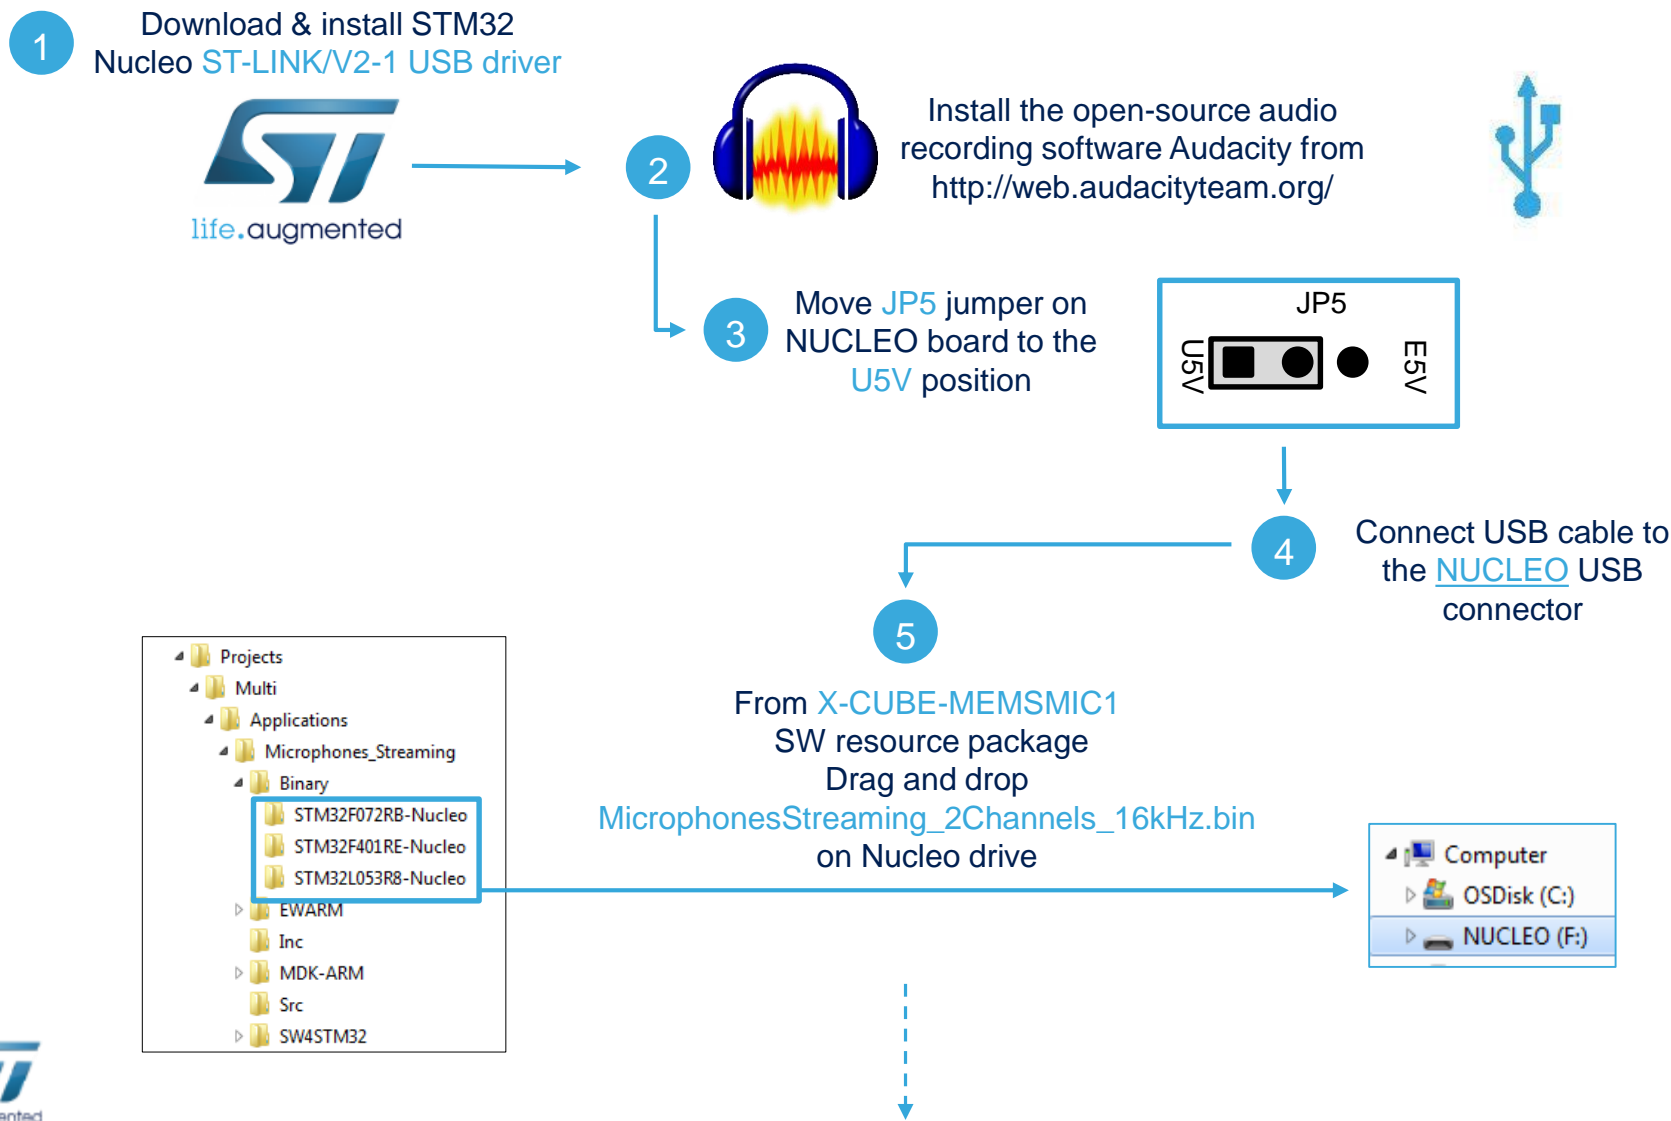 1
Download & install STM32
Nucleo ST-LINK/V2-1 USB driver
life.augmented
2
Install the open-source audio
recording software Audacity from
http://web.audacityteam.org/
3
Move JP5 jumper on
NUCLEO board to the
U5V position
JP5
U5V
E5V
4
Connect USB cable to
the NUCLEO USB
connector
5
From X-CUBE-MEMSMIC1
SW resource package
Drag and drop
MicrophonesStreaming_2Channels_16kHz.bin
on Nucleo drive
Projects
Multi
Applications
Microphones_Streaming
Binary
STM32F072RB-Nucleo
STM32F401RE-Nucleo
STM32L053R8-Nucleo
EWARM
Inc
MDK-ARM
Src
SW4STM32
Computer
OSDisk (C:)
NUCLEO (F:)